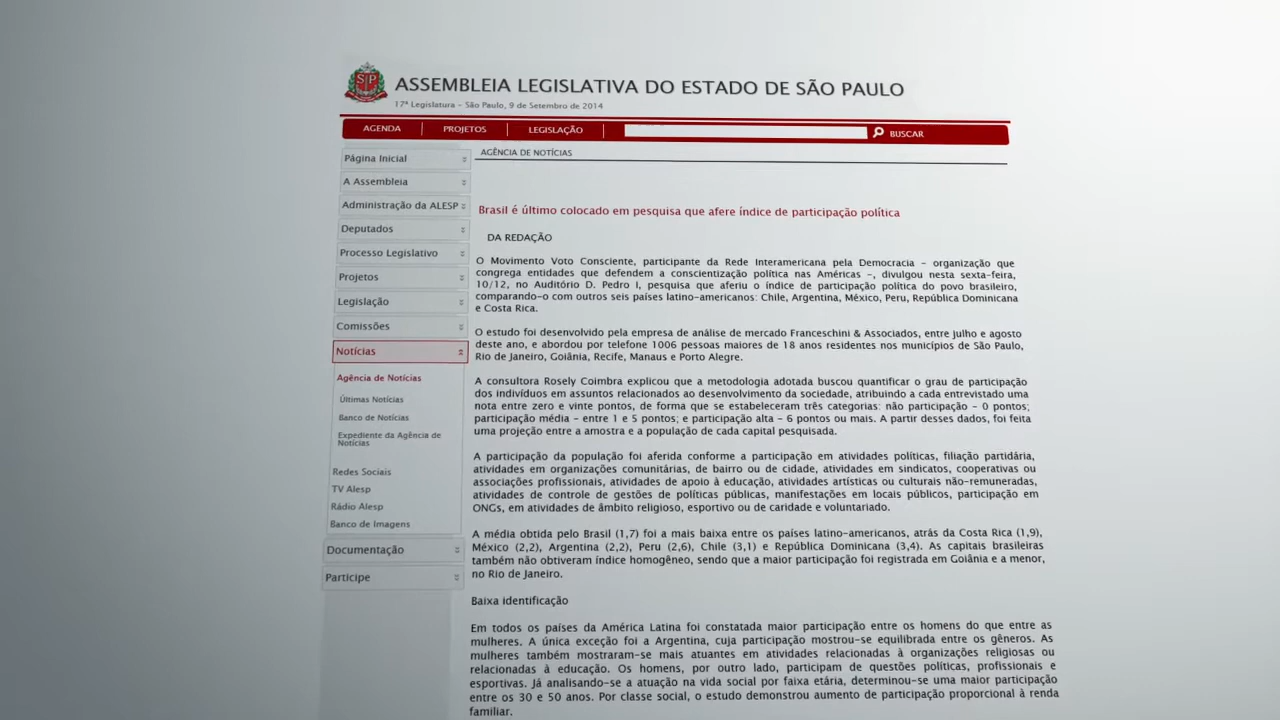 SP
ASSEMBLEIA LEGISLATIVA DO ESTADO DE SÃO PAULO
17ª Legislatura - São Paulo, 9 de Setembro de 2014
AGENDA
PROJETOS
LEGISLAÇÃO
BUSCAR
Página Inicial
A Assembleia
Administração da ALESP
Deputados
Processo Legislativo
Projetos
Legislação
Comissões
Notícias
Agência de Notícias
Últimas Notícias
Banco de Notícias
Expediente da Agência de
Notícias
Redes Sociais
TV Alesp
Rádio Alesp
Banco de Imagens
Documentação
Participe
AGÊNCIA DE NOTÍCIAS
Brasil é último colocado em pesquisa que afere índice de participação política
DA REDAÇÃO
O Movimento Voto Consciente, participante da Rede Interamericana pela Democracia - organização que
congrega entidades que defendem a conscientização política nas Américas -, divulgou nesta sexta-feira,
10/12, no Auditório D. Pedro I, pesquisa que aferiu o índice de participação política do povo brasileiro,
comparando-o com outros seis países latino-americanos: Chile, Argentina, México, Peru, República Dominicana
e Costa Rica.
O estudo foi desenvolvido pela empresa de análise de mercado Franceschini & Associados, entre julho e agosto
deste ano, e abordou por telefone 1006 pessoas maiores de 18 anos residentes nos municípios de São Paulo,
Rio de Janeiro, Goiânia, Recife, Manaus e Porto Alegre.
A consultora Rosely Coimbra explicou que a metodologia adotada buscou quantificar o grau de participação
dos indivíduos em assuntos relacionados ao desenvolvimento da sociedade, atribuindo a cada entrevistado uma
nota entre zero e vinte pontos, de forma que se estabeleceram três categorias: não participação - 0 pontos;
participação média - entre 1 e 5 pontos; e participação alta - 6 pontos ou mais. A partir desses dados, foi feita
uma projeção entre a amostra e a população de cada capital pesquisada.
A participação da população foi aferida conforme a participação em atividades políticas, filiação partidária,
atividades em organizações comunitárias, de bairro ou de cidade, atividades em sindicatos, cooperativas ou
associações profissionais, atividades de apoio à educação, atividades artísticas ou culturais não-remuneradas,
atividades de controle de gestões de políticas públicas, manifestações em locais públicos, participação em
ONGs, em atividades de âmbito religioso, esportivo ou de caridade e voluntariado.
A média obtida pelo Brasil (1,7) foi a mais baixa entre os países latino-americanos, atrás da Costa Rica (1,9),
México (2,2), Argentina (2,2), Peru (2,6), Chile (3,1) e República Dominicana (3,4). As capitais brasileiras
também não obtiveram índice homogêneo, sendo que a maior participação foi registrada em Goiânia e a menor,
no Rio de Janeiro.
Baixa identificação
Em todos os países da América Latina foi constatada maior participação entre os homens do que entre as
mulheres. A única exceção foi a Argentina, cuja participação mostrou-se equilibrada entre os gêneros. As
mulheres também mostraram-se mais atuantes em atividades relacionadas à organizações religiosas ou
relacionadas à educação. Os homens, por outro lado, participam de questões políticas, profissionais e
esportivas. Já analisando-se a atuação na vida social por faixa etária, determinou-se uma maior participação
entre os 30 e 50 anos. Por classe social, o estudo demonstrou aumento de participação proporcional à renda
familiar.